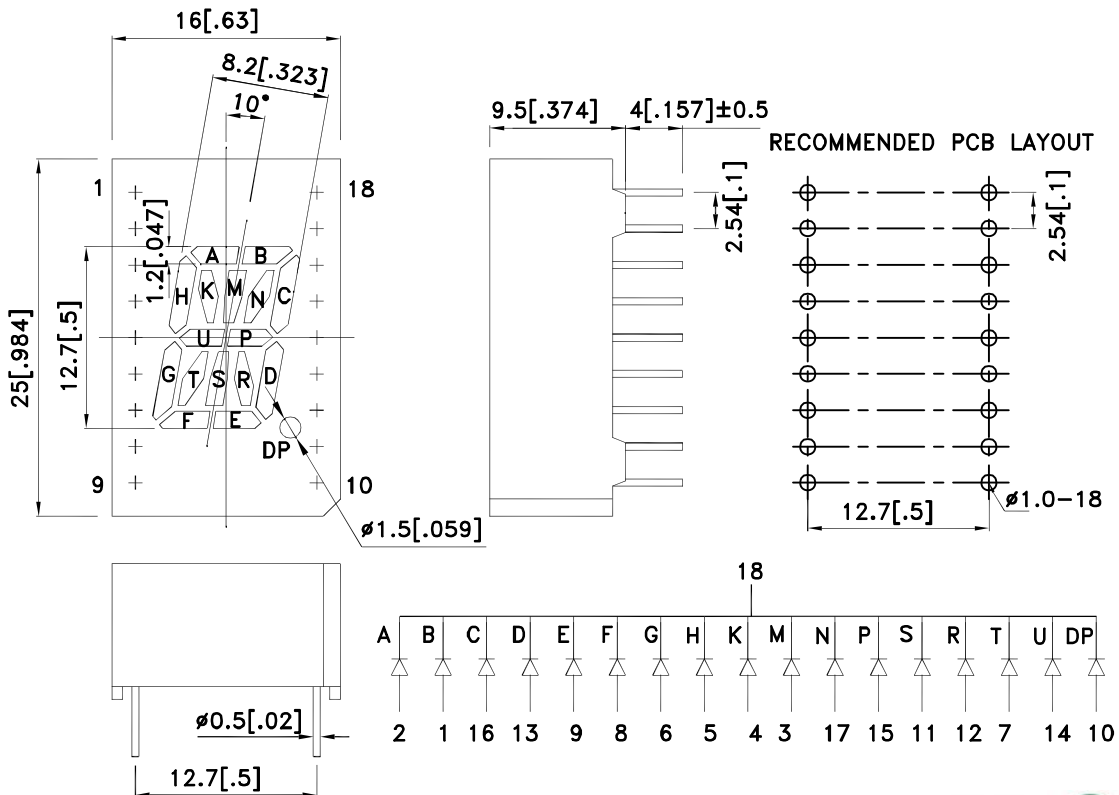 16[.63]
8.2[.323]
10°
1
18
1.2[.047]
12.7[.5]
25[.984]
A B
H K M N C
U P
G T S R D
F E
DP
9
10
ø1.5[.059]
9.5[.374]
4[.157]±0.5
2.54[.1]
RECOMMENDED PCB LAYOUT
2.54[.1]
ø1.0-18
12.7[.5]
ø0.5[.02]
12.7[.5]
18
A B C D E F G H K M N P S R T U DP
2 1 16 13 9 8 6 5 4 3 17 15 11 12 7 14 10